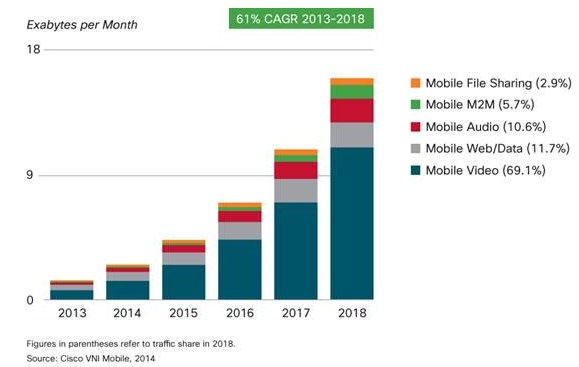 Exabytes per Month
61% CAGR 2013–2018
18
9
0
2013 2014 2015 2016 2017 2018
Mobile File Sharing (2.9%)
Mobile M2M (5.7%)
Mobile Audio (10.6%)
Mobile Web/Data (11.7%)
Mobile Video (69.1%)
Figures in parentheses refer to traffic share in 2018.
Source: Cisco VNI Mobile, 2014